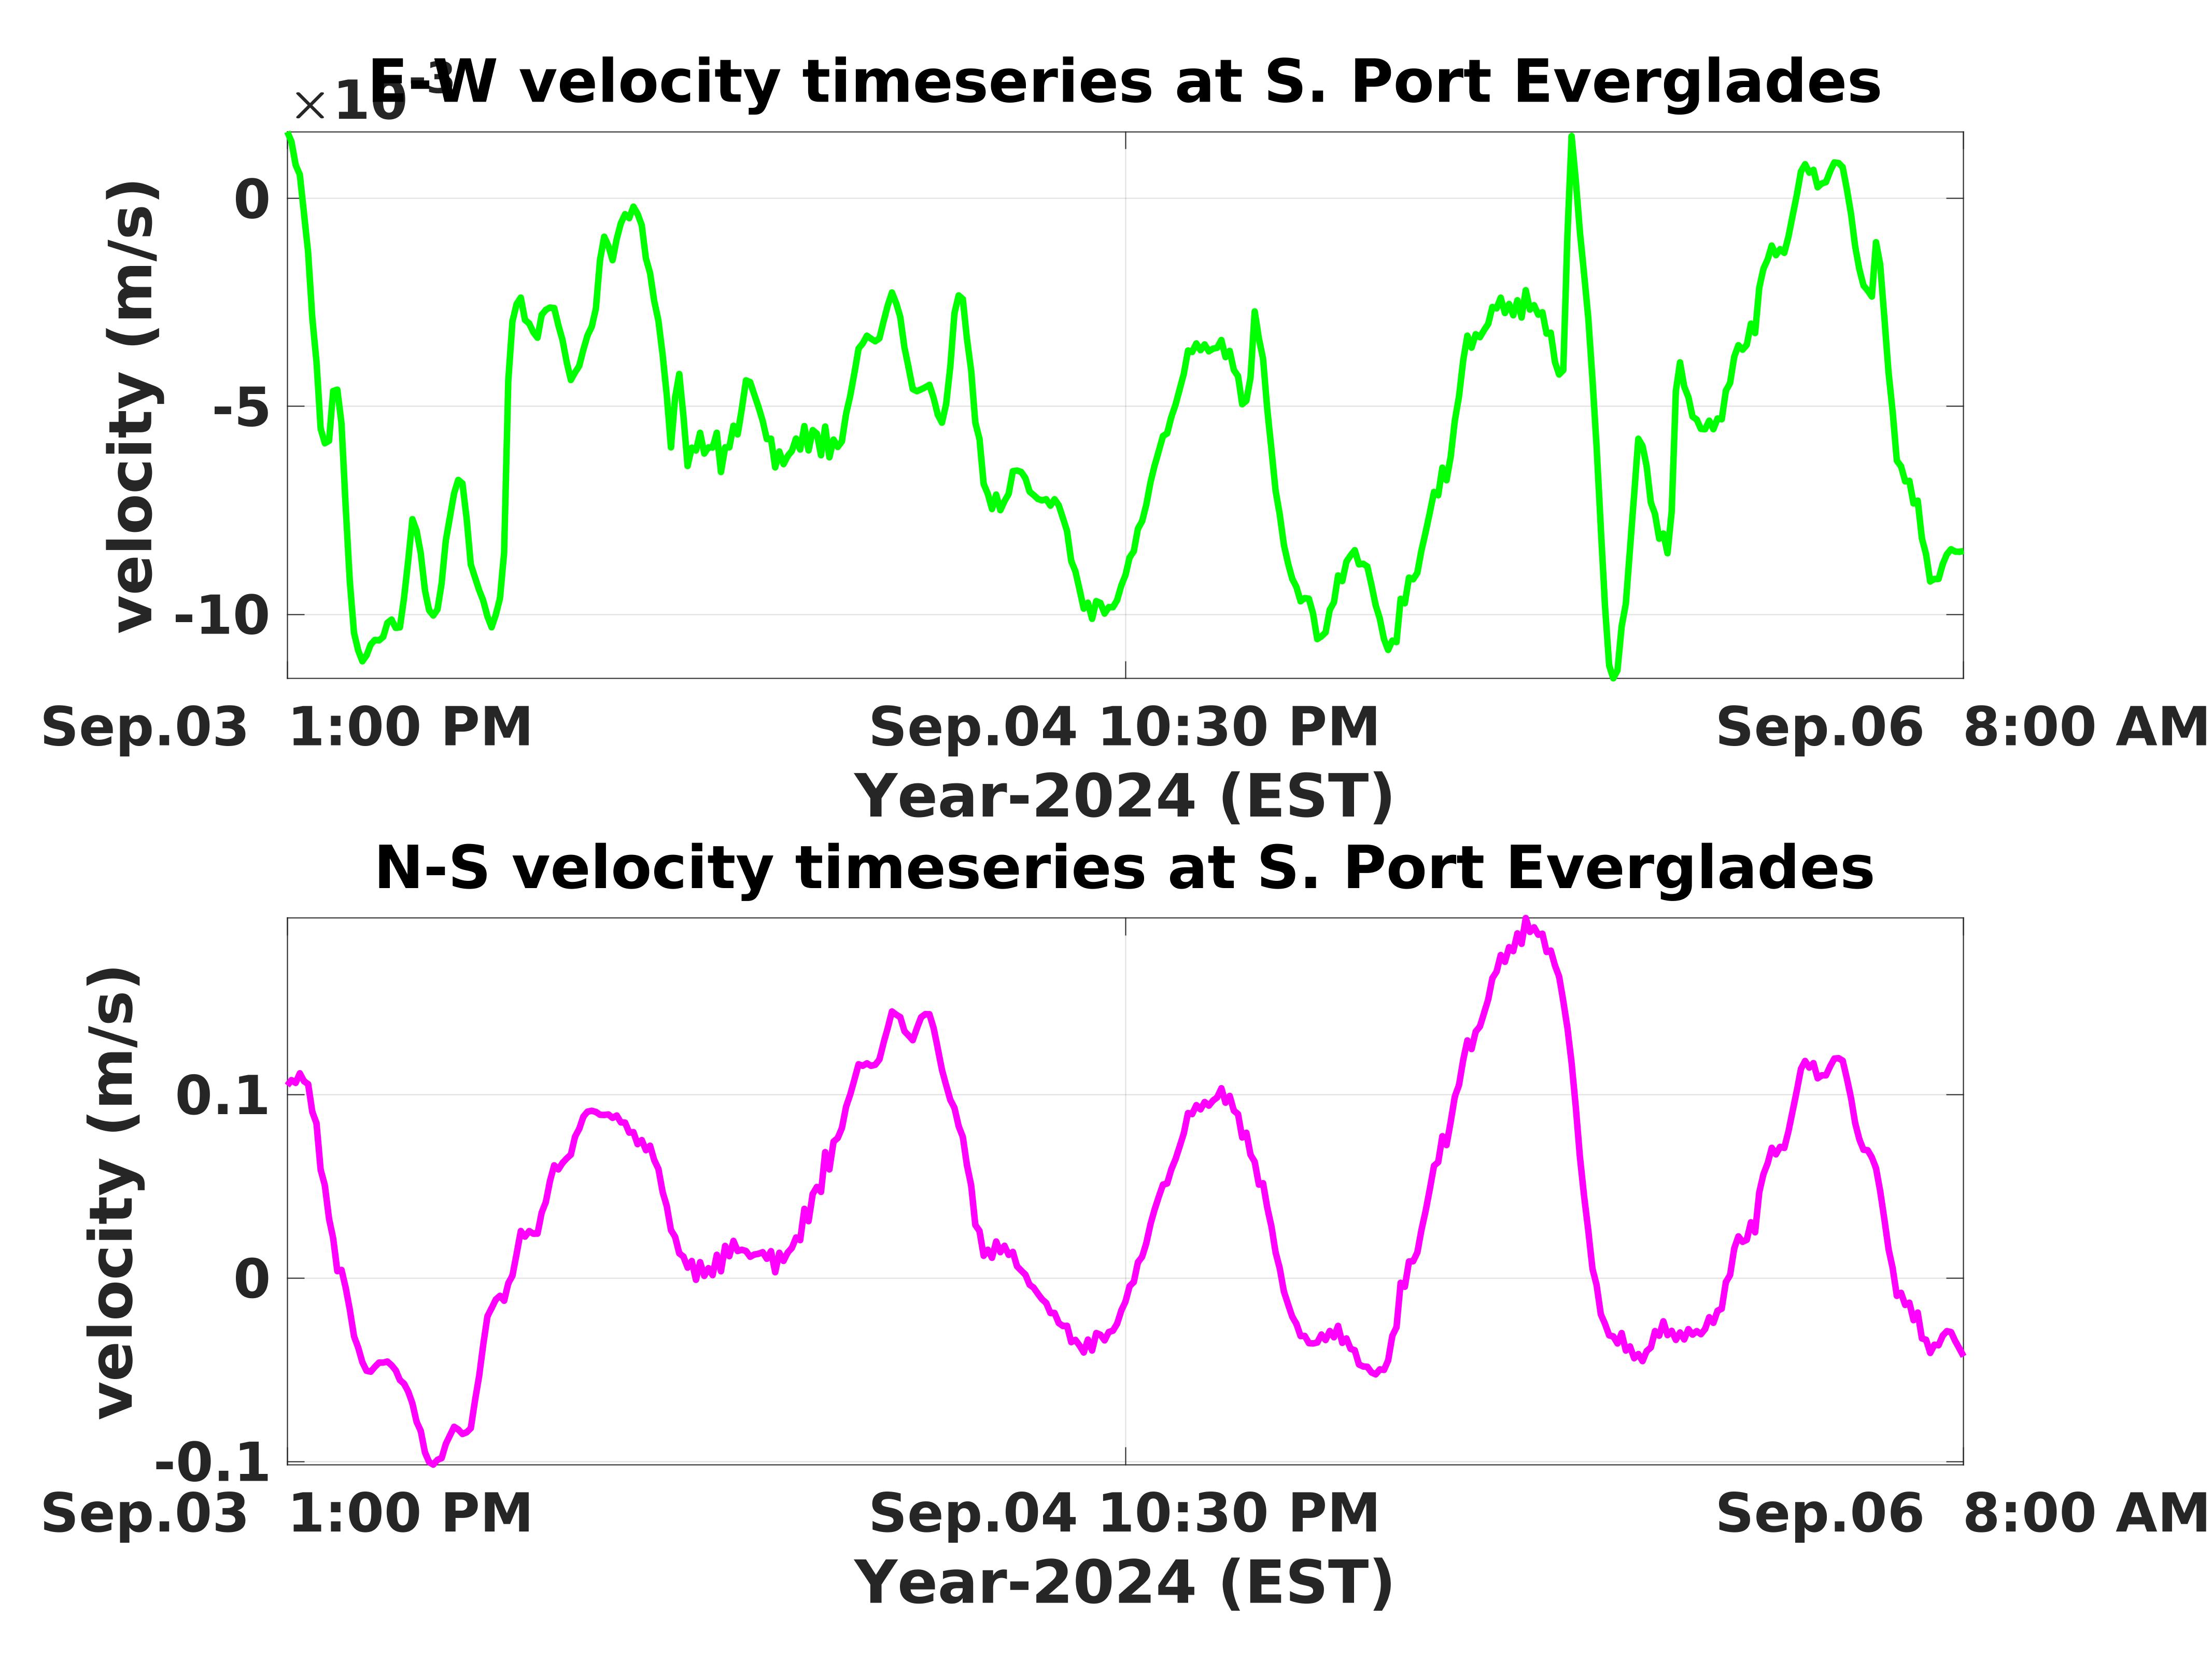 E-W velocity timeseries at S. Port Everglades
×10-3
velocity (m/s)
0
-5
-10
Sep.03 1:00 PM
Sep.04 10:30 PM
Sep.06 8:00 AM
Year-2024 (EST)
N-S velocity timeseries at S. Port Everglades
velocity (m/s)
0.1
0
-0.1
Sep.03 1:00 PM
Sep.04 10:30 PM
Sep.06 8:00 AM
Year-2024 (EST)